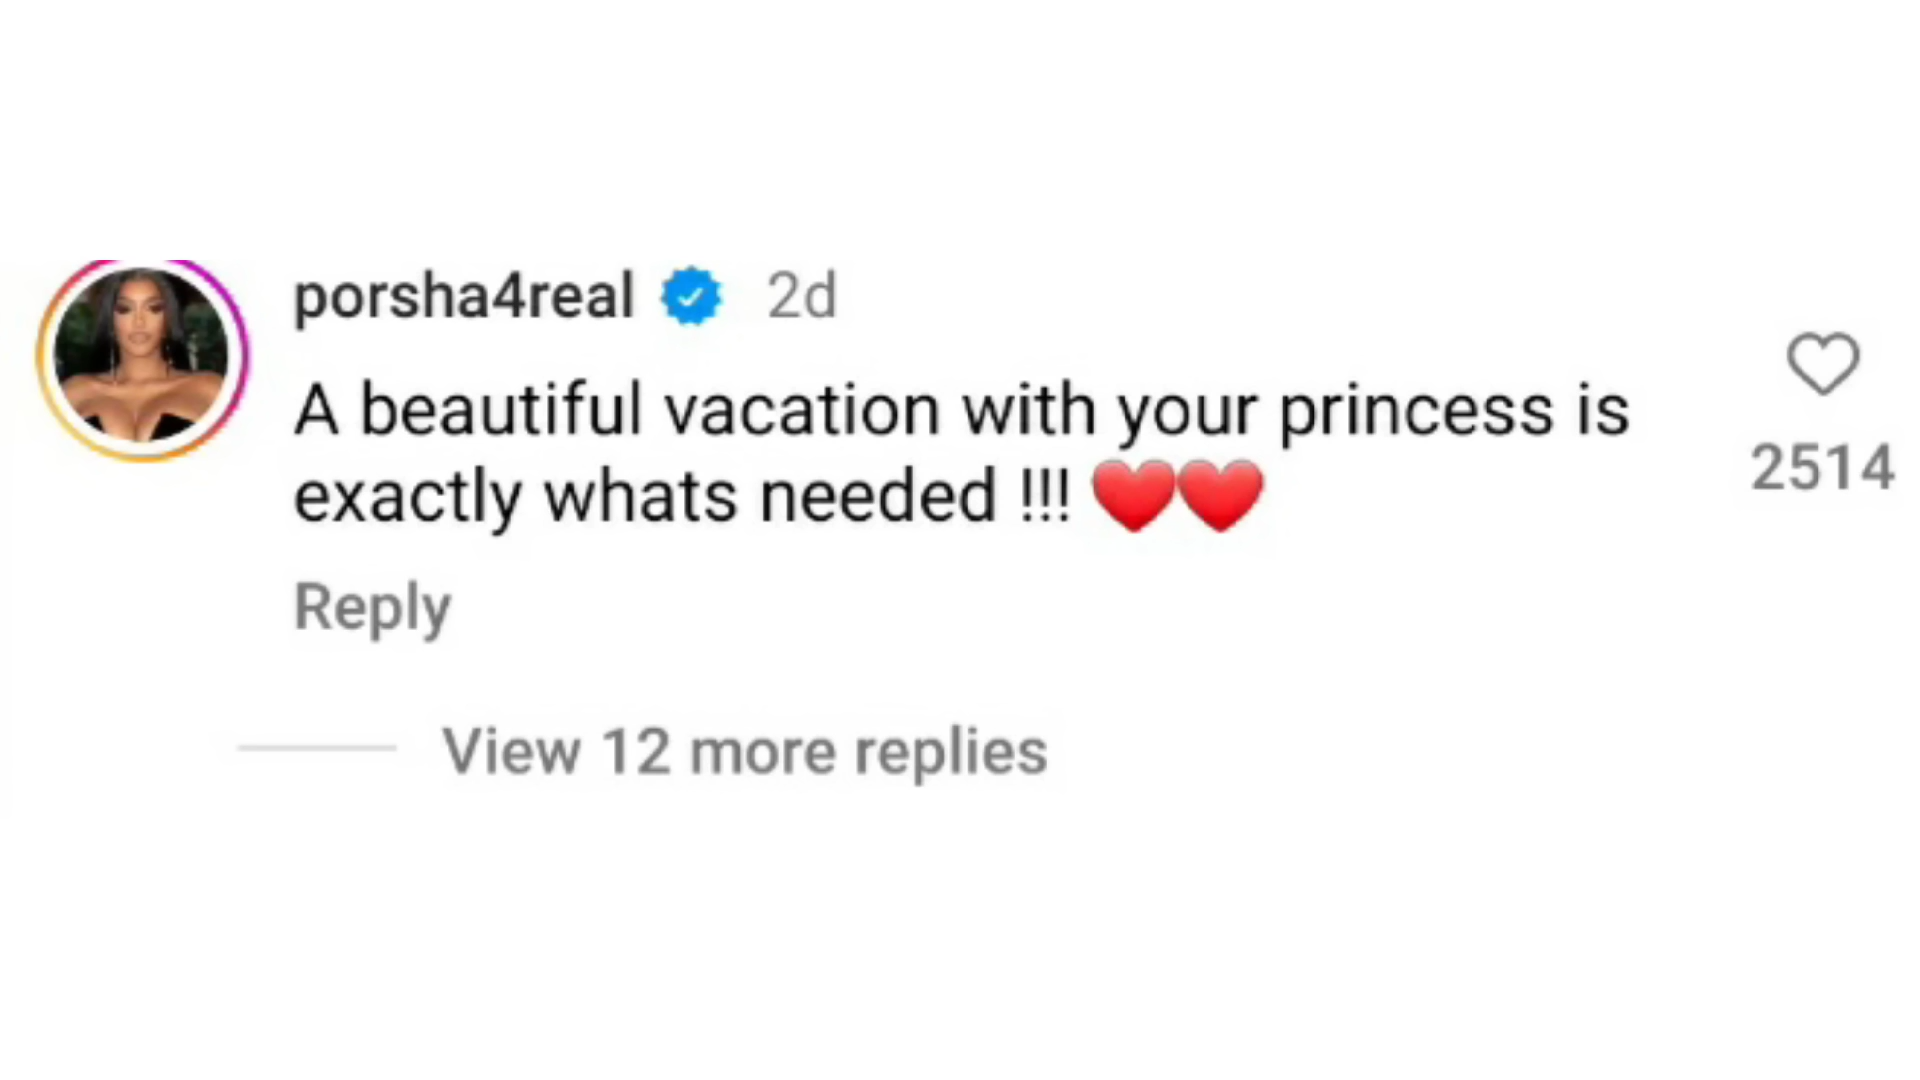 porsha4real 2d
A beautiful vacation with your princess is
exactly whats needed !!! ❤️❤️
2514
Reply
View 12 more replies